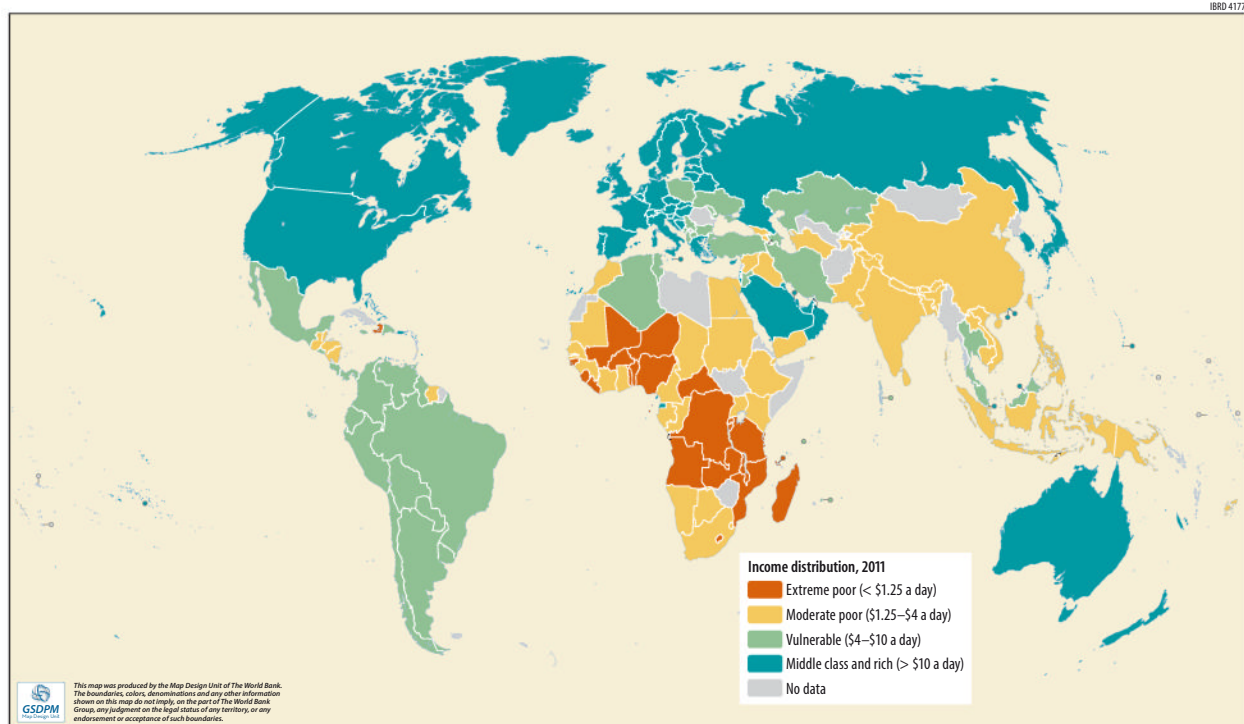 IBRD 4177
Income distribution, 2011
Extreme poor (< $1.25 a day)
Moderate poor ($1.25–$4 a day)
Vulnerable ($4–$10 a day)
Middle class and rich (> $10 a day)
No data
GSDPM
Map Design Unit
This map was produced by the Map Design Unit of The World Bank.
The boundaries, colors, denominations and any other information
shown on this map do not imply, on the part of The World Bank
Group, any judgment on the legal status of any territory, or any
endorsement or acceptance of such boundaries.